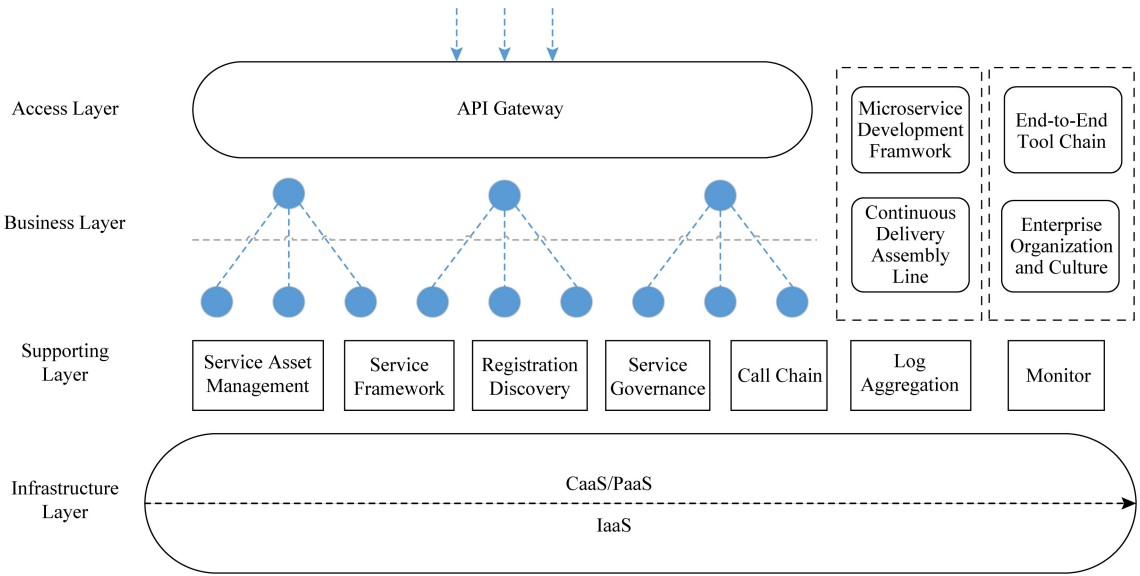 Access Layer
API Gateway
Microservice
Development
Framwork
End-to-End
Tool Chain
Business Layer
Continuous
Delivery
Assembly
Line
Enterprise
Organization
and Culture
Supporting
Layer
Service Asset
Management
Service
Framework
Registration
Discovery
Service
Governance
Call Chain
Log
Aggregation
Monitor
Infrastructure
Layer
CaaS/PaaS
IaaS